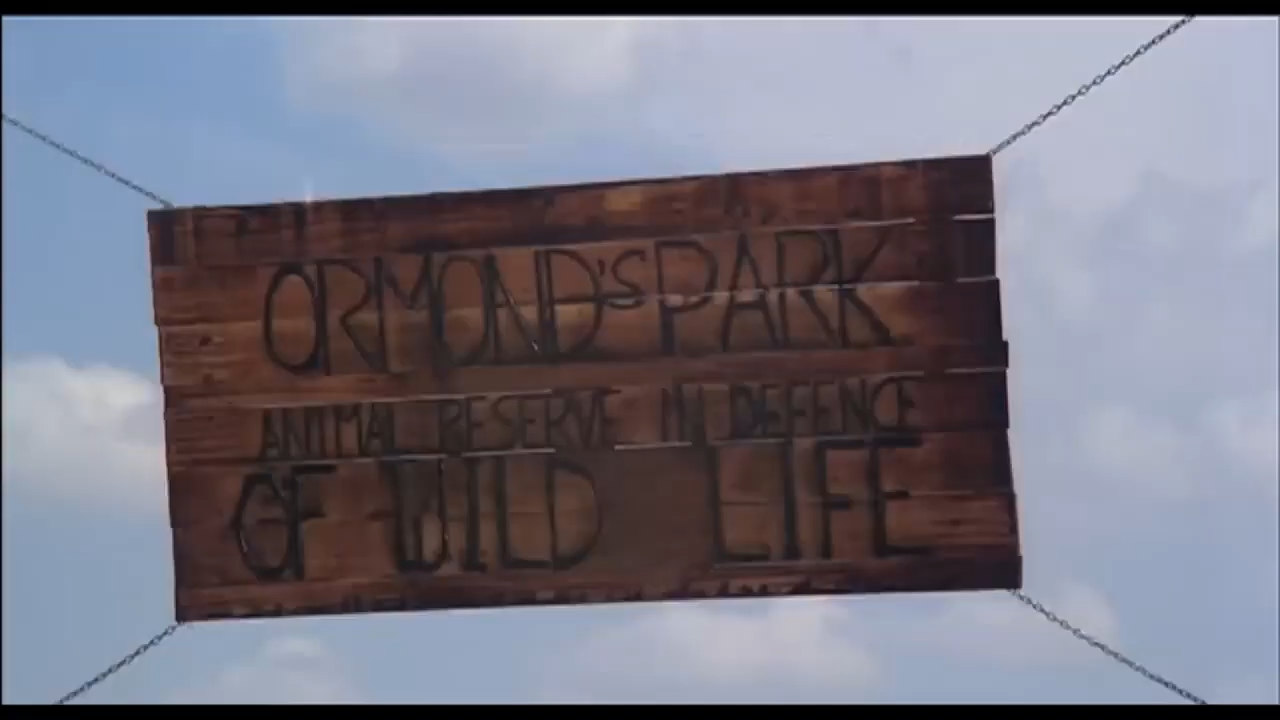 ORMOND'S PARK
ANIMAL RESERVE IN DEFENCE
OF WILD LIFE